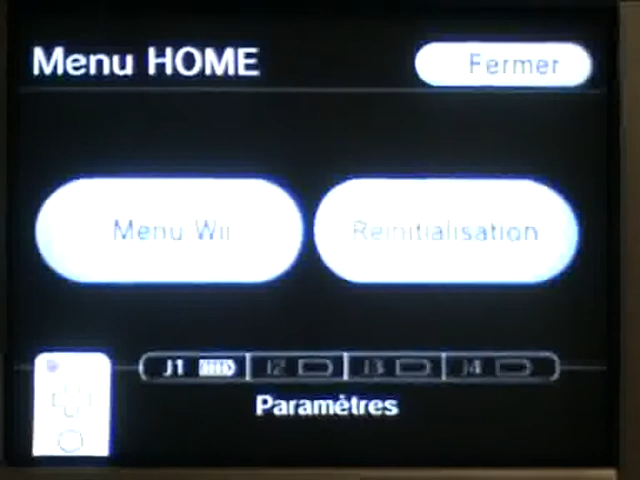 Menu HOME
Fermer
Menu Wii
Réinitialisation
J1 J2 J3 J4
Paramètres